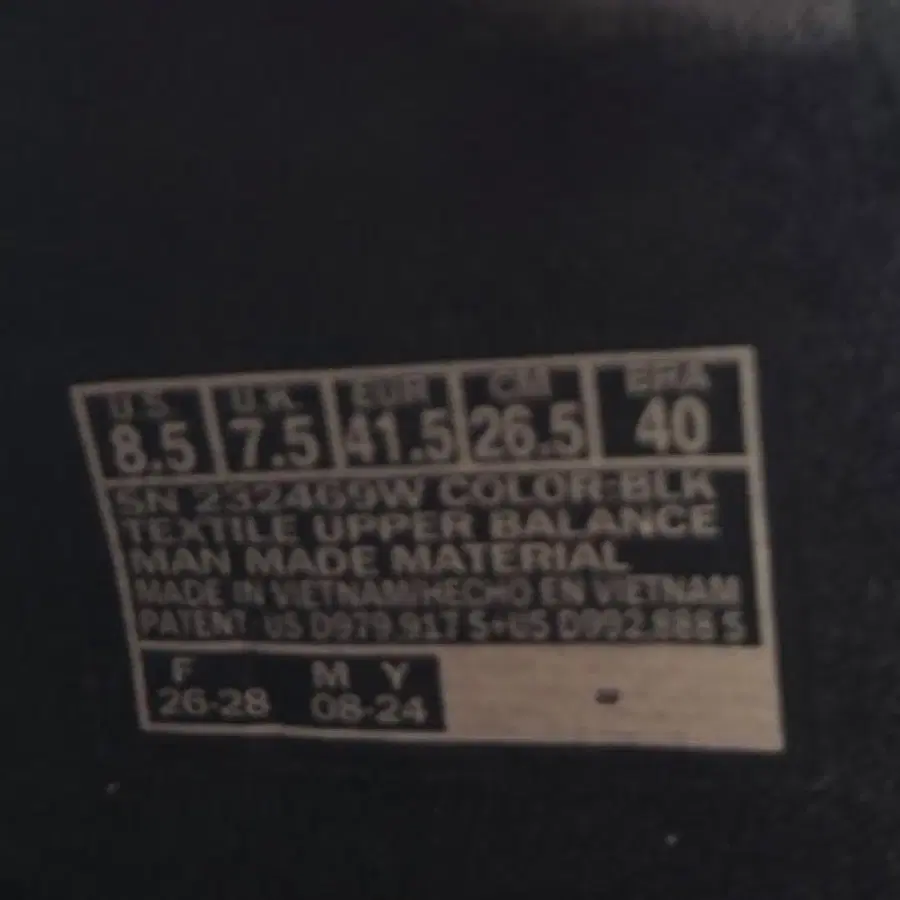 U.S. U.K. EUR CM BRA
8.5 7.5 41.5 26.5 40
SN 232469W COLOR:BLK
TEXTILE UPPER BALANCE
MAN MADE MATERIAL
MADE IN VIETNAM/HECHO EN VIETNAM
PATENT US D979.917 S+US D992.888 S
F M Y
26-28 08-24 -